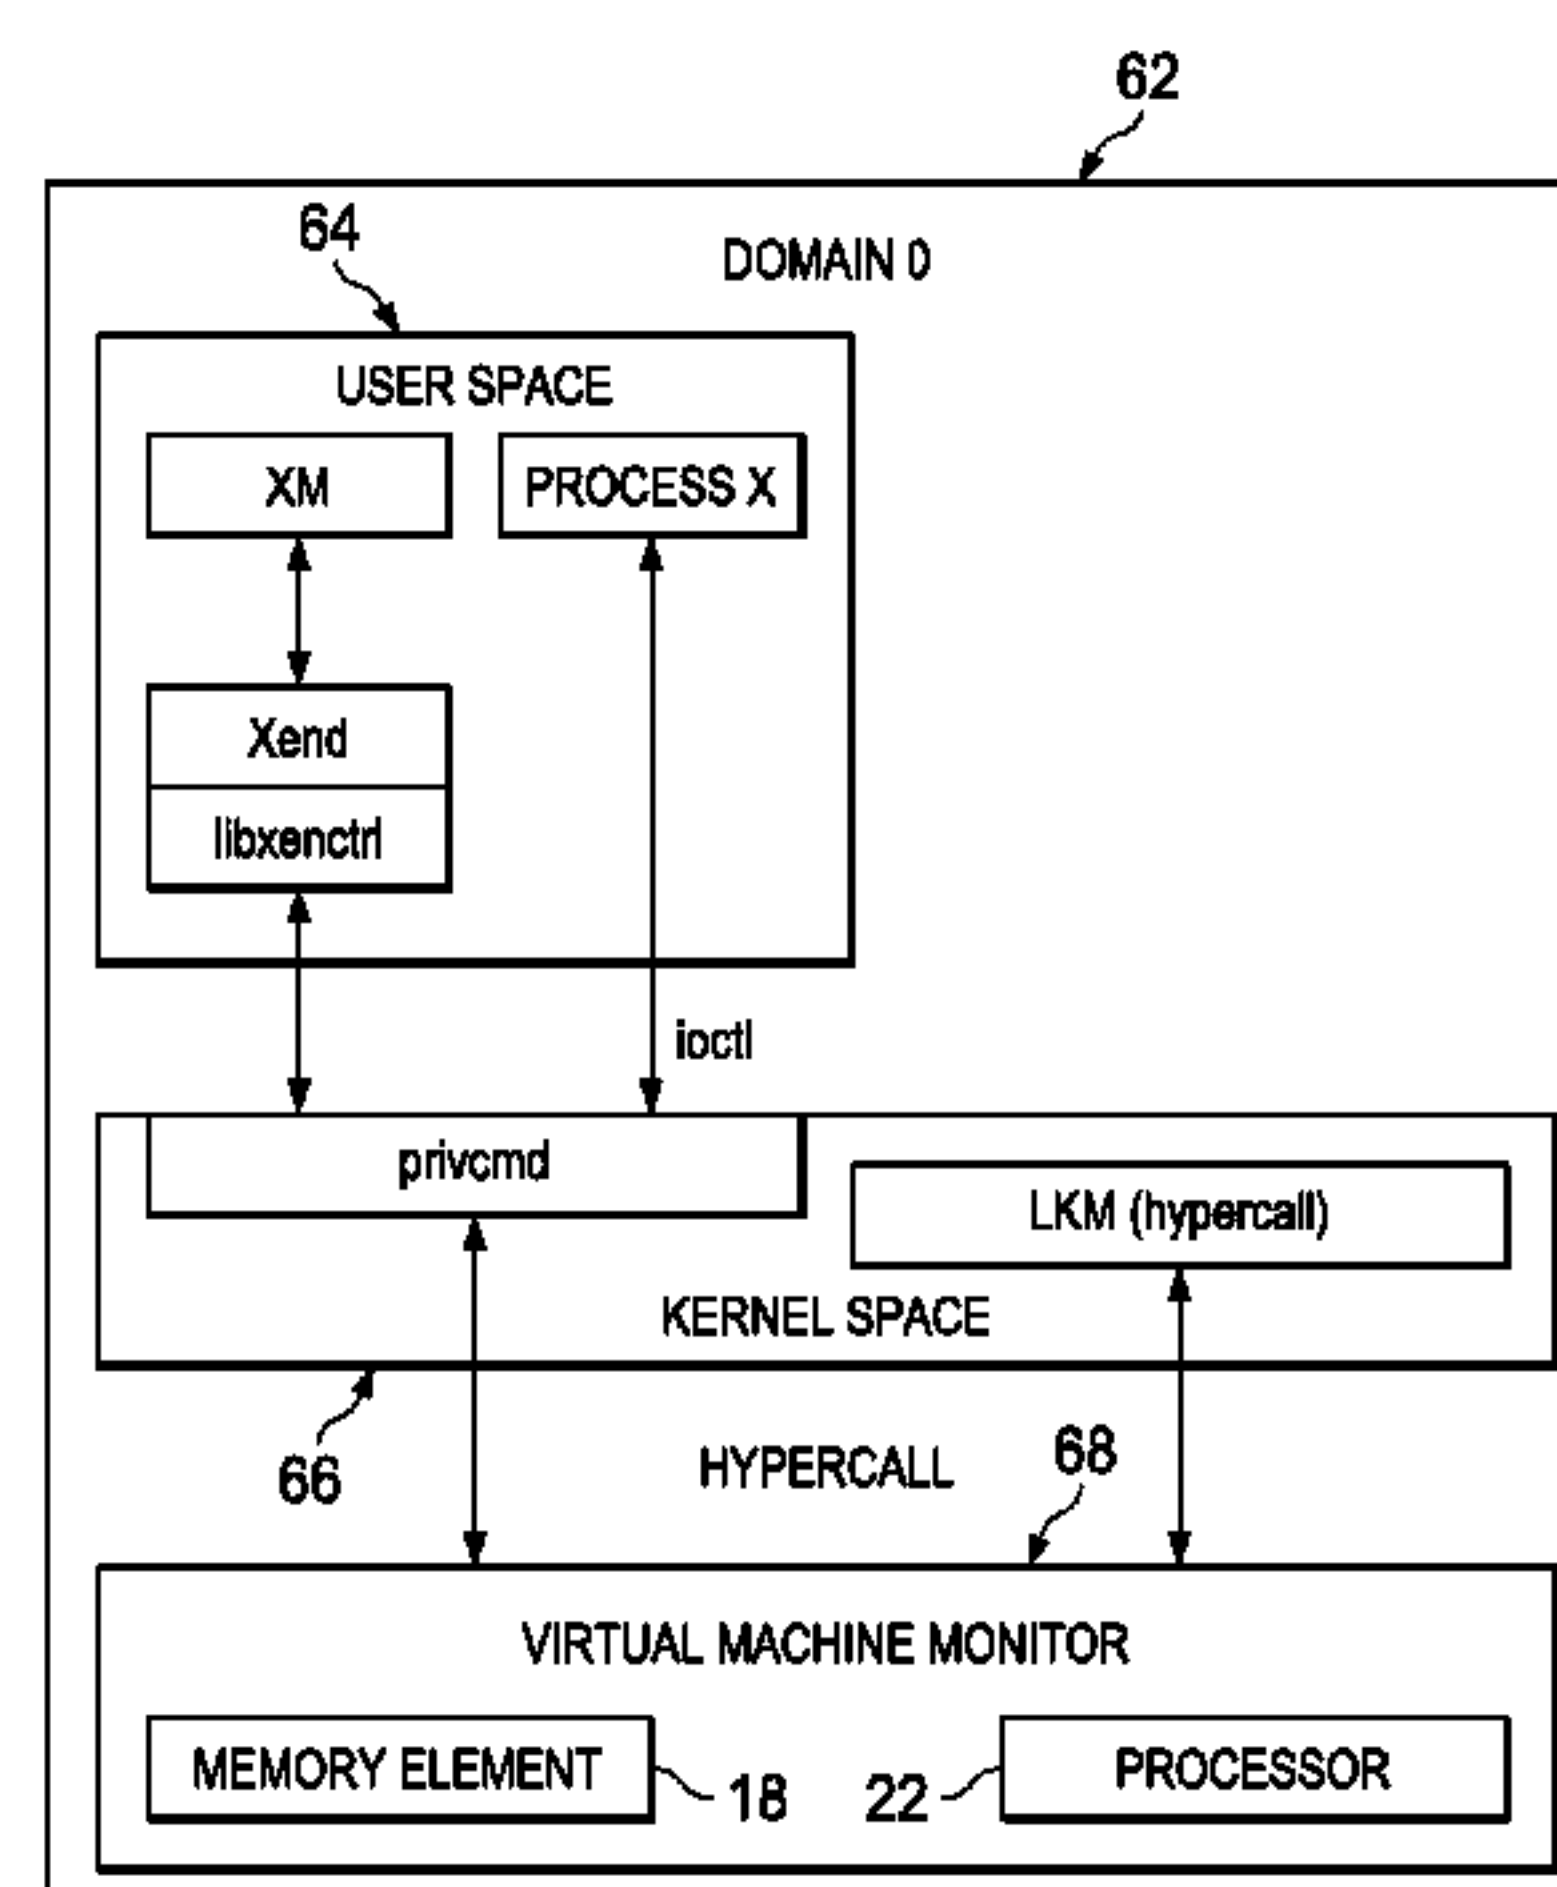 62
64
DOMAIN 0
USER SPACE
XM
PROCESS X
Xend
libxenctrl
ioctl
privcmd
LKM (hypercall)
KERNEL SPACE
66
HYPERCALL
68
VIRTUAL MACHINE MONITOR
MEMORY ELEMENT
18
22
PROCESSOR